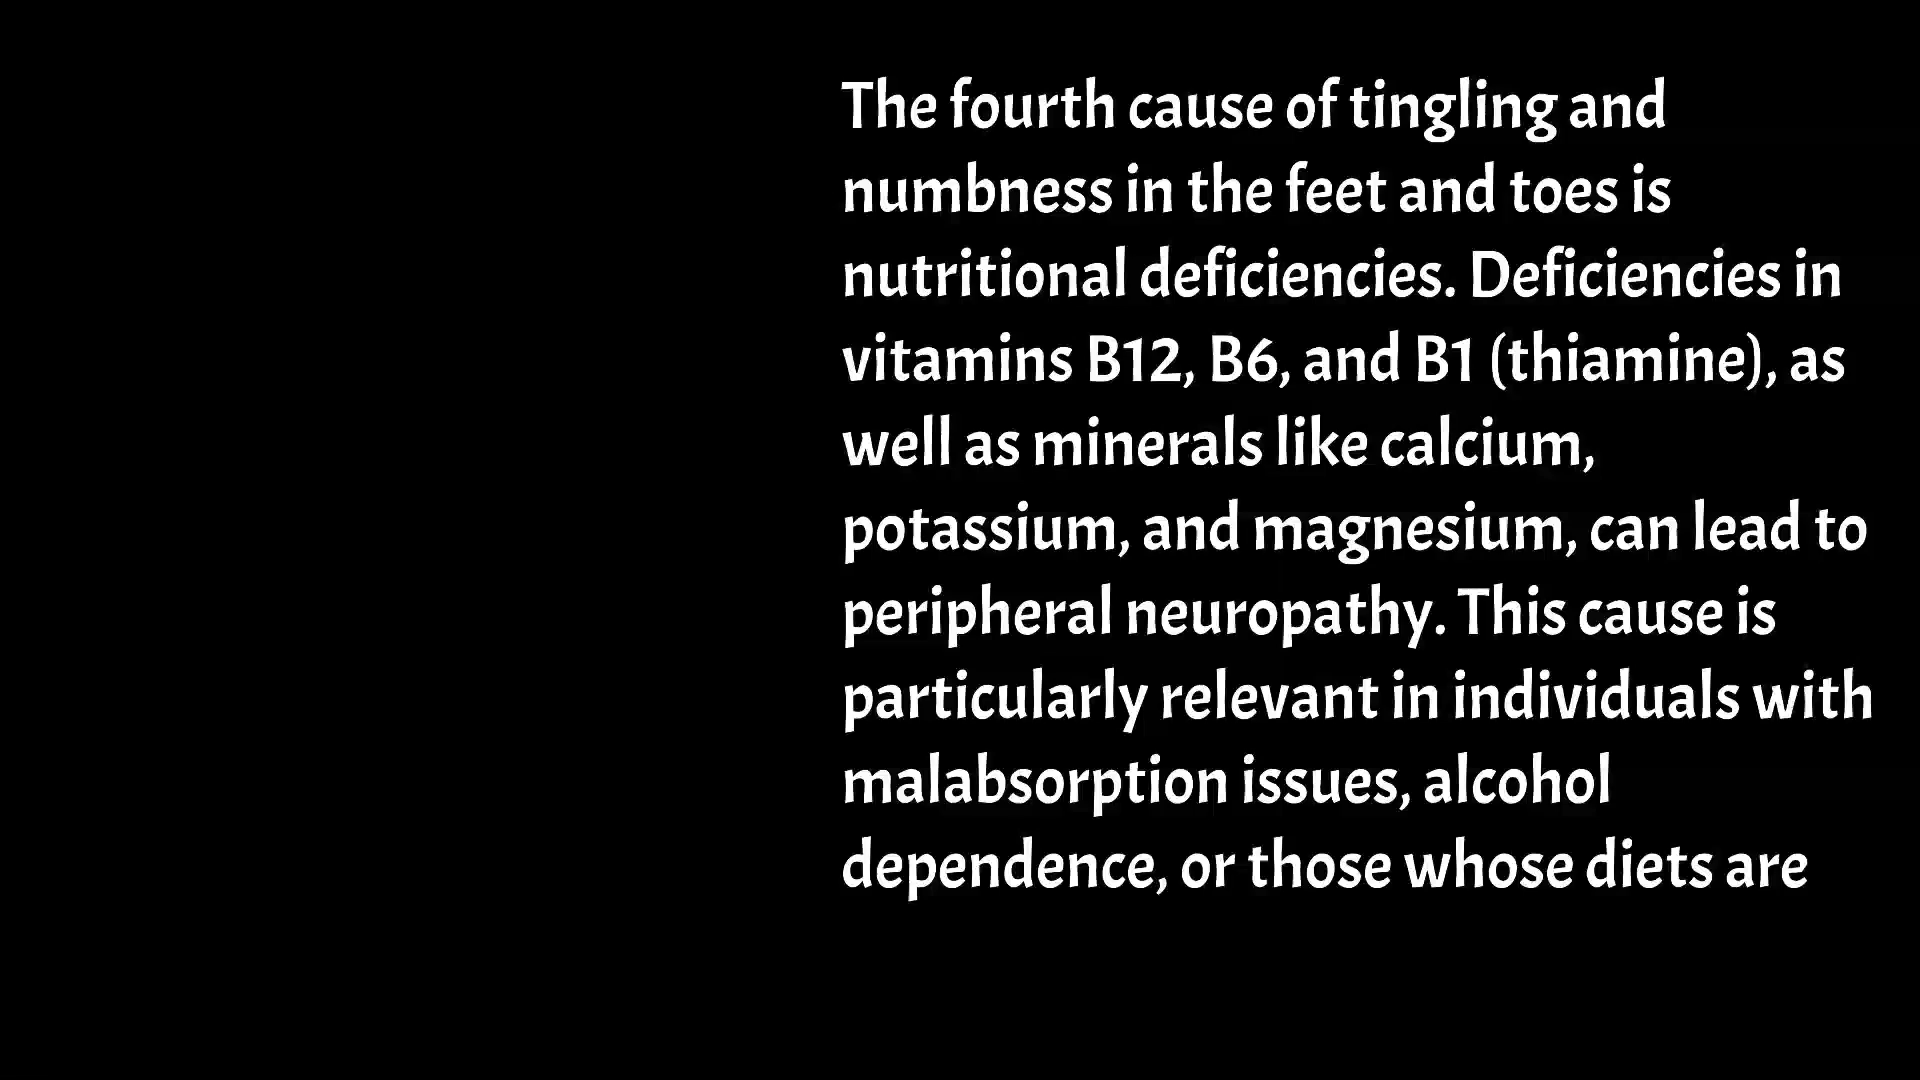 The fourth cause of tingling and
numbness in the feet and toes is
nutritional deficiencies. Deficiencies in
vitamins B12, B6, and B1 (thiamine), as
well as minerals like calcium,
potassium, and magnesium, can lead to
peripheral neuropathy. This cause is
particularly relevant in individuals with
malabsorption issues, alcohol
dependence, or those whose diets are